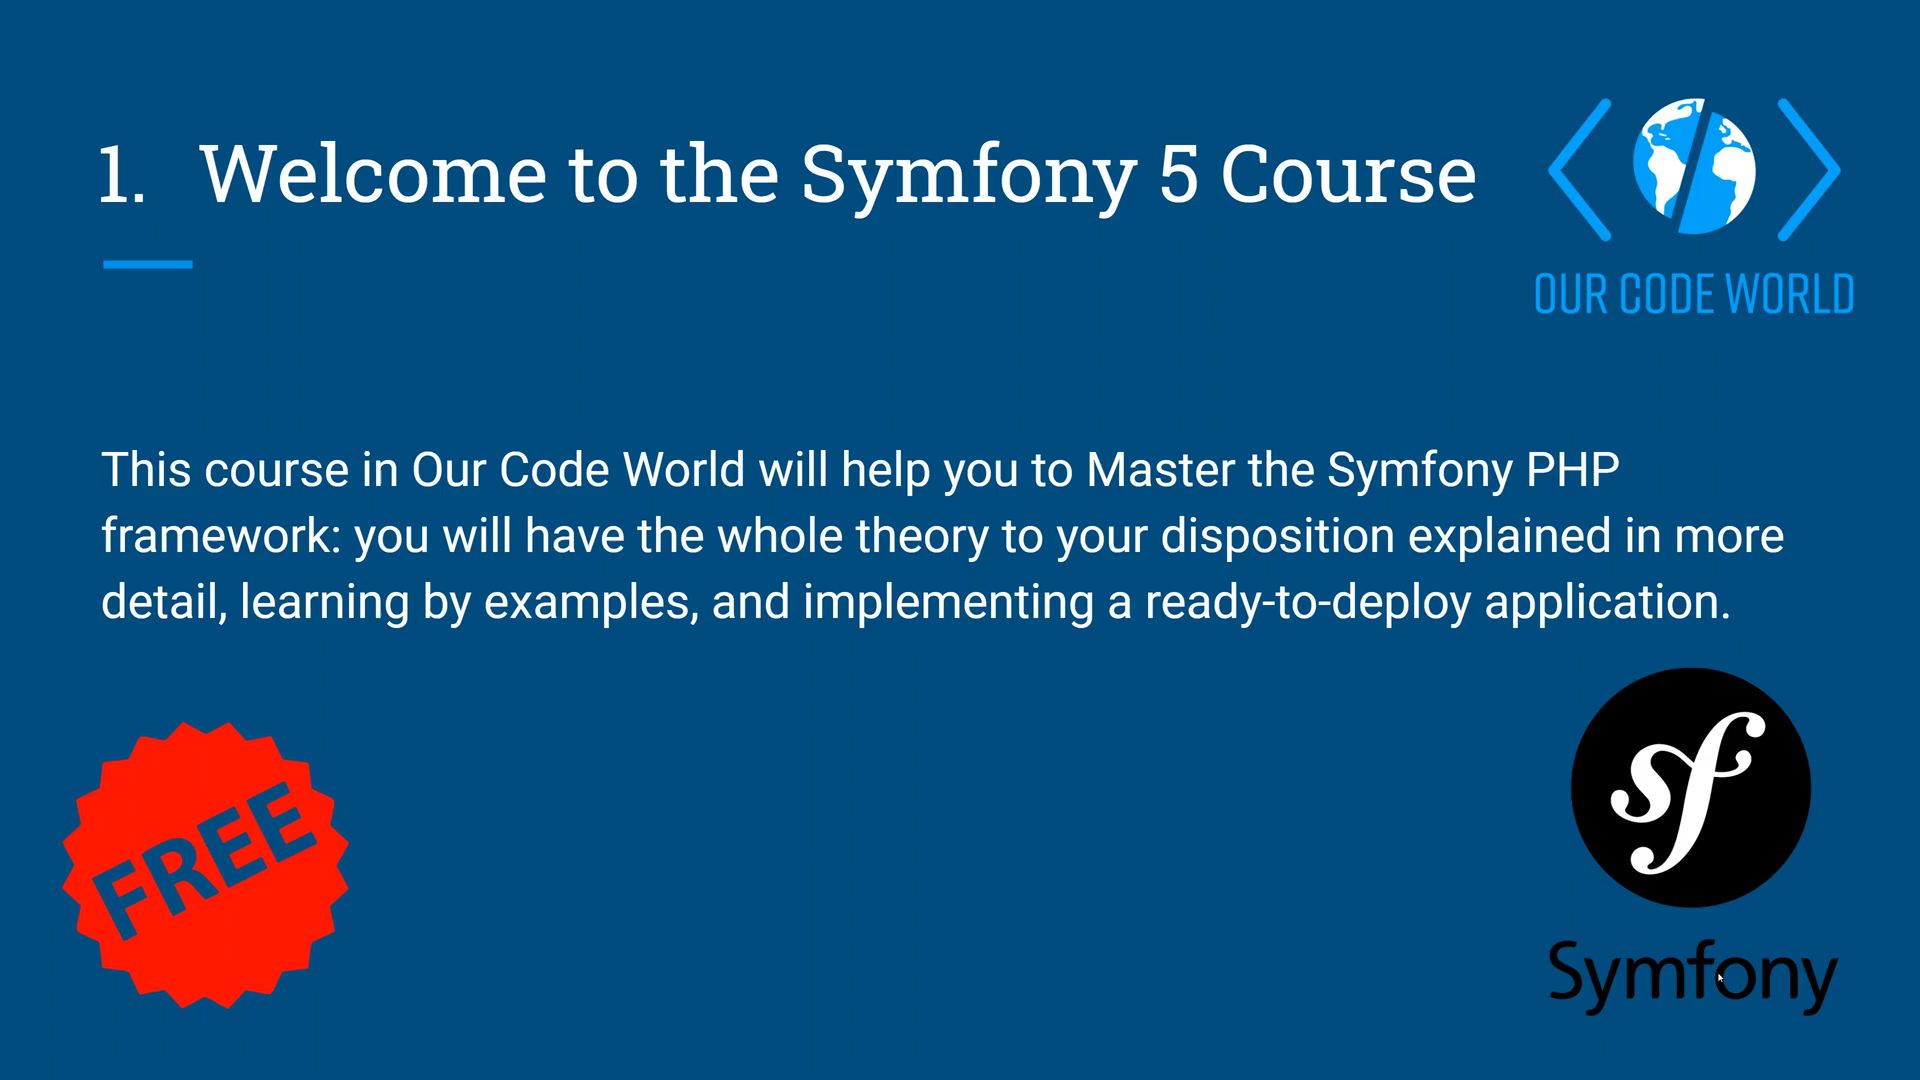 1. Welcome to the Symfony 5 Course
OUR CODE WORLD
This course in Our Code World will help you to Master the Symfony PHP
framework: you will have the whole theory to your disposition explained in more
detail, learning by examples, and implementing a ready-to-deploy application.
FREE
sf
Symfony